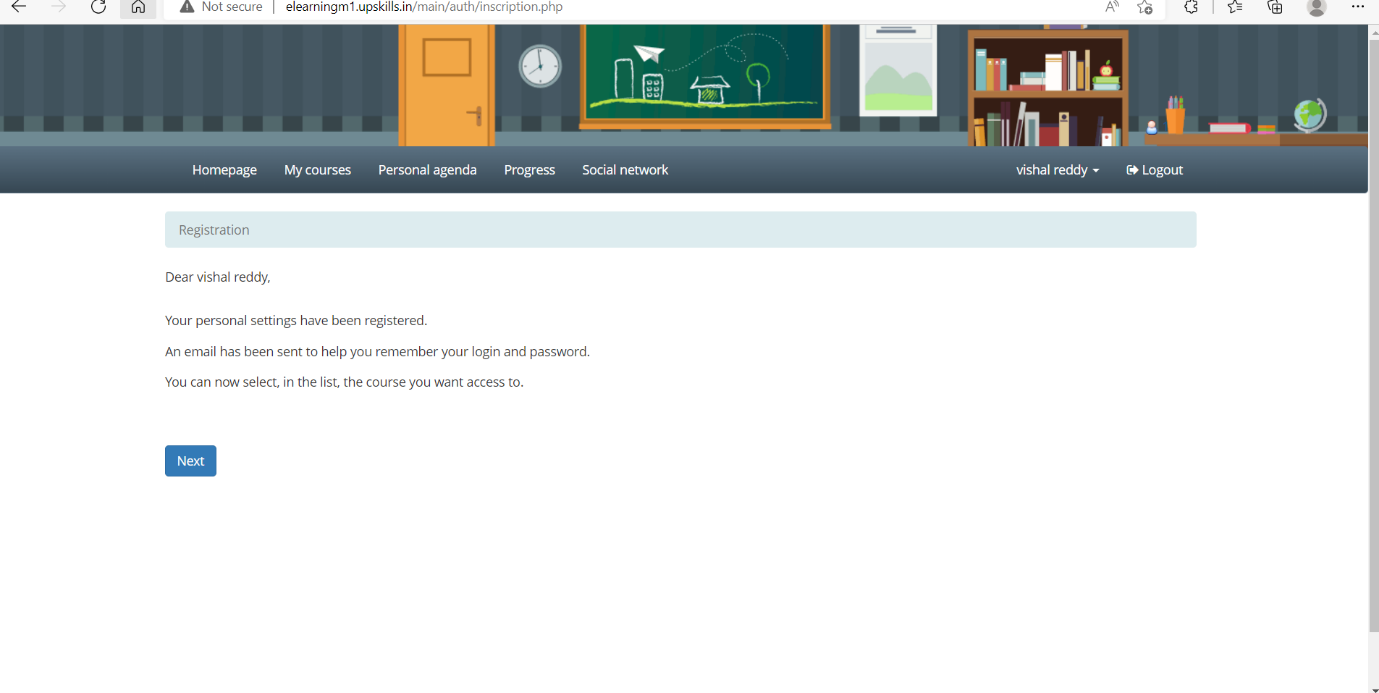 Not secure
elearningm1.upskills.in/main/auth/inscription.php
Homepage My courses Personal agenda Progress Social network vishal reddy Logout
Registration
Dear vishal reddy,
Your personal settings have been registered.
An email has been sent to help you remember your login and password.
You can now select, in the list, the course you want access to.
Next